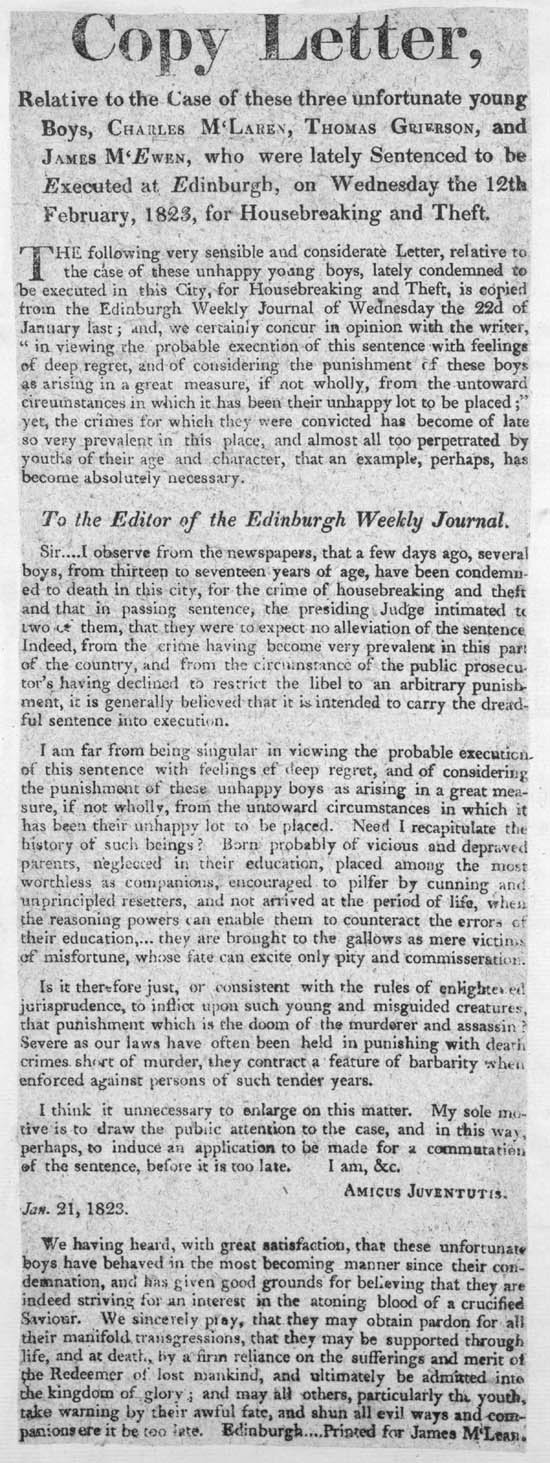 Copy Letter,
Relative to the Case of these three unfortunate young
Boys, CHARLES M'LAREN, THOMAS GRIERSON, and
JAMES M'EWEN, who were lately Sentenced to be
Executed at Edinburgh, on Wednesday the 12th
February, 1823, for Housebreaking and Theft.
THE following very sensible and considerate Letter, relative to
the case of these unhappy young boys, lately condemned to
be executed in this City, for Housebreaking and Theft, is copied
from the Edinburgh Weekly Journal of Wednesday the 22d of
January last; and, we certainly concur in opinion with the writer,
" in viewing the probable execution of this sentence with feelings
of deep regret, and of considering the punishment of these boys
as arising in a great measure, if not wholly, from the untoward
circumstances in which it has been their unhappy lot to be placed;"
yet, the crimes for which they were convicted has become of late
so very prevalent in this place, and almost all too perpetrated by
youths of their age and character, that an example, perhaps, has
become absolutely necessary.
To the Editor of the Edinburgh Weekly Journal.
Sir....I observe from the newspapers, that a few days ago, several
boys, from thirteen to seventeen years of age, have been condemn-
ed to death in this city, for the crime of housebreaking and theft
and that in passing sentence, the presiding Judge intimated to
two of them, that they were to expect no alleviation of the sentence
Indeed, from the crime having become very prevalent in this part
of the country, and from the circumstance of the public prosecu-
tor's having declined to restrict the libel to an arbitrary punish-
ment, it is generally believed that it is intended to carry the dread-
ful sentence into execution.
I am far from being singular in viewing the probable execution
of this sentence with feelings of deep regret, and of considering
the punishment of these unhappy boys as arising in a great mea-
sure, if not wholly, from the untoward circumstances in which it
has been their unhappy lot to be placed. Need I recapitulate the
history of such beings? Born probably of vicious and depraved
parents, neglected in their education, placed among the most
worthless as companions, encouraged to pilfer by cunning and
unprincipled resetters, and not arrived at the period of life, when
the reasoning powers can enable them to counteract the errors of
their education,... they are brought to the gallows as mere victims
of misfortune, whose fate can excite only pity and commisseration.
Is it therefore just, or consistent with the rules of enlightened
jurisprudence, to inflict upon such young and misguided creatures,
that punishment which is the doom of the murderer and assassin?
Severe as our laws have often been held in punishing with death
crimes short of murder, they contract a feature of barbarity when
enforced against persons of such tender years.
I think it unnecessary to enlarge on this matter. My sole mo-
tive is to draw the public attention to the case, and in this way,
perhaps, to induce an application to be made for a commutation
of the sentence, before it is too late. I am, &c.
AMICUS JUVENTUTIS.
Jan. 21, 1823.
We having heard, with great satisfaction, that these unfortunate
boys have behaved in the most becoming manner since their con-
demnation, and has given good grounds for believing that they are
indeed striving for an interest in the atoning blood of a crucified
Saviour. We sincerely pray, that they may obtain pardon for all
their manifold transgressions, that they may be supported through
life, and at death, by a firm reliance on the sufferings and merit of
the Redeemer of lost mankind, and ultimately be admitted into
the kingdom of glory; and may all others, particularly the youth,
take warning by their awful fate, and shun all evil ways and com-
panions ere it be too late. Edinburgh....Printed for James M'Lean.